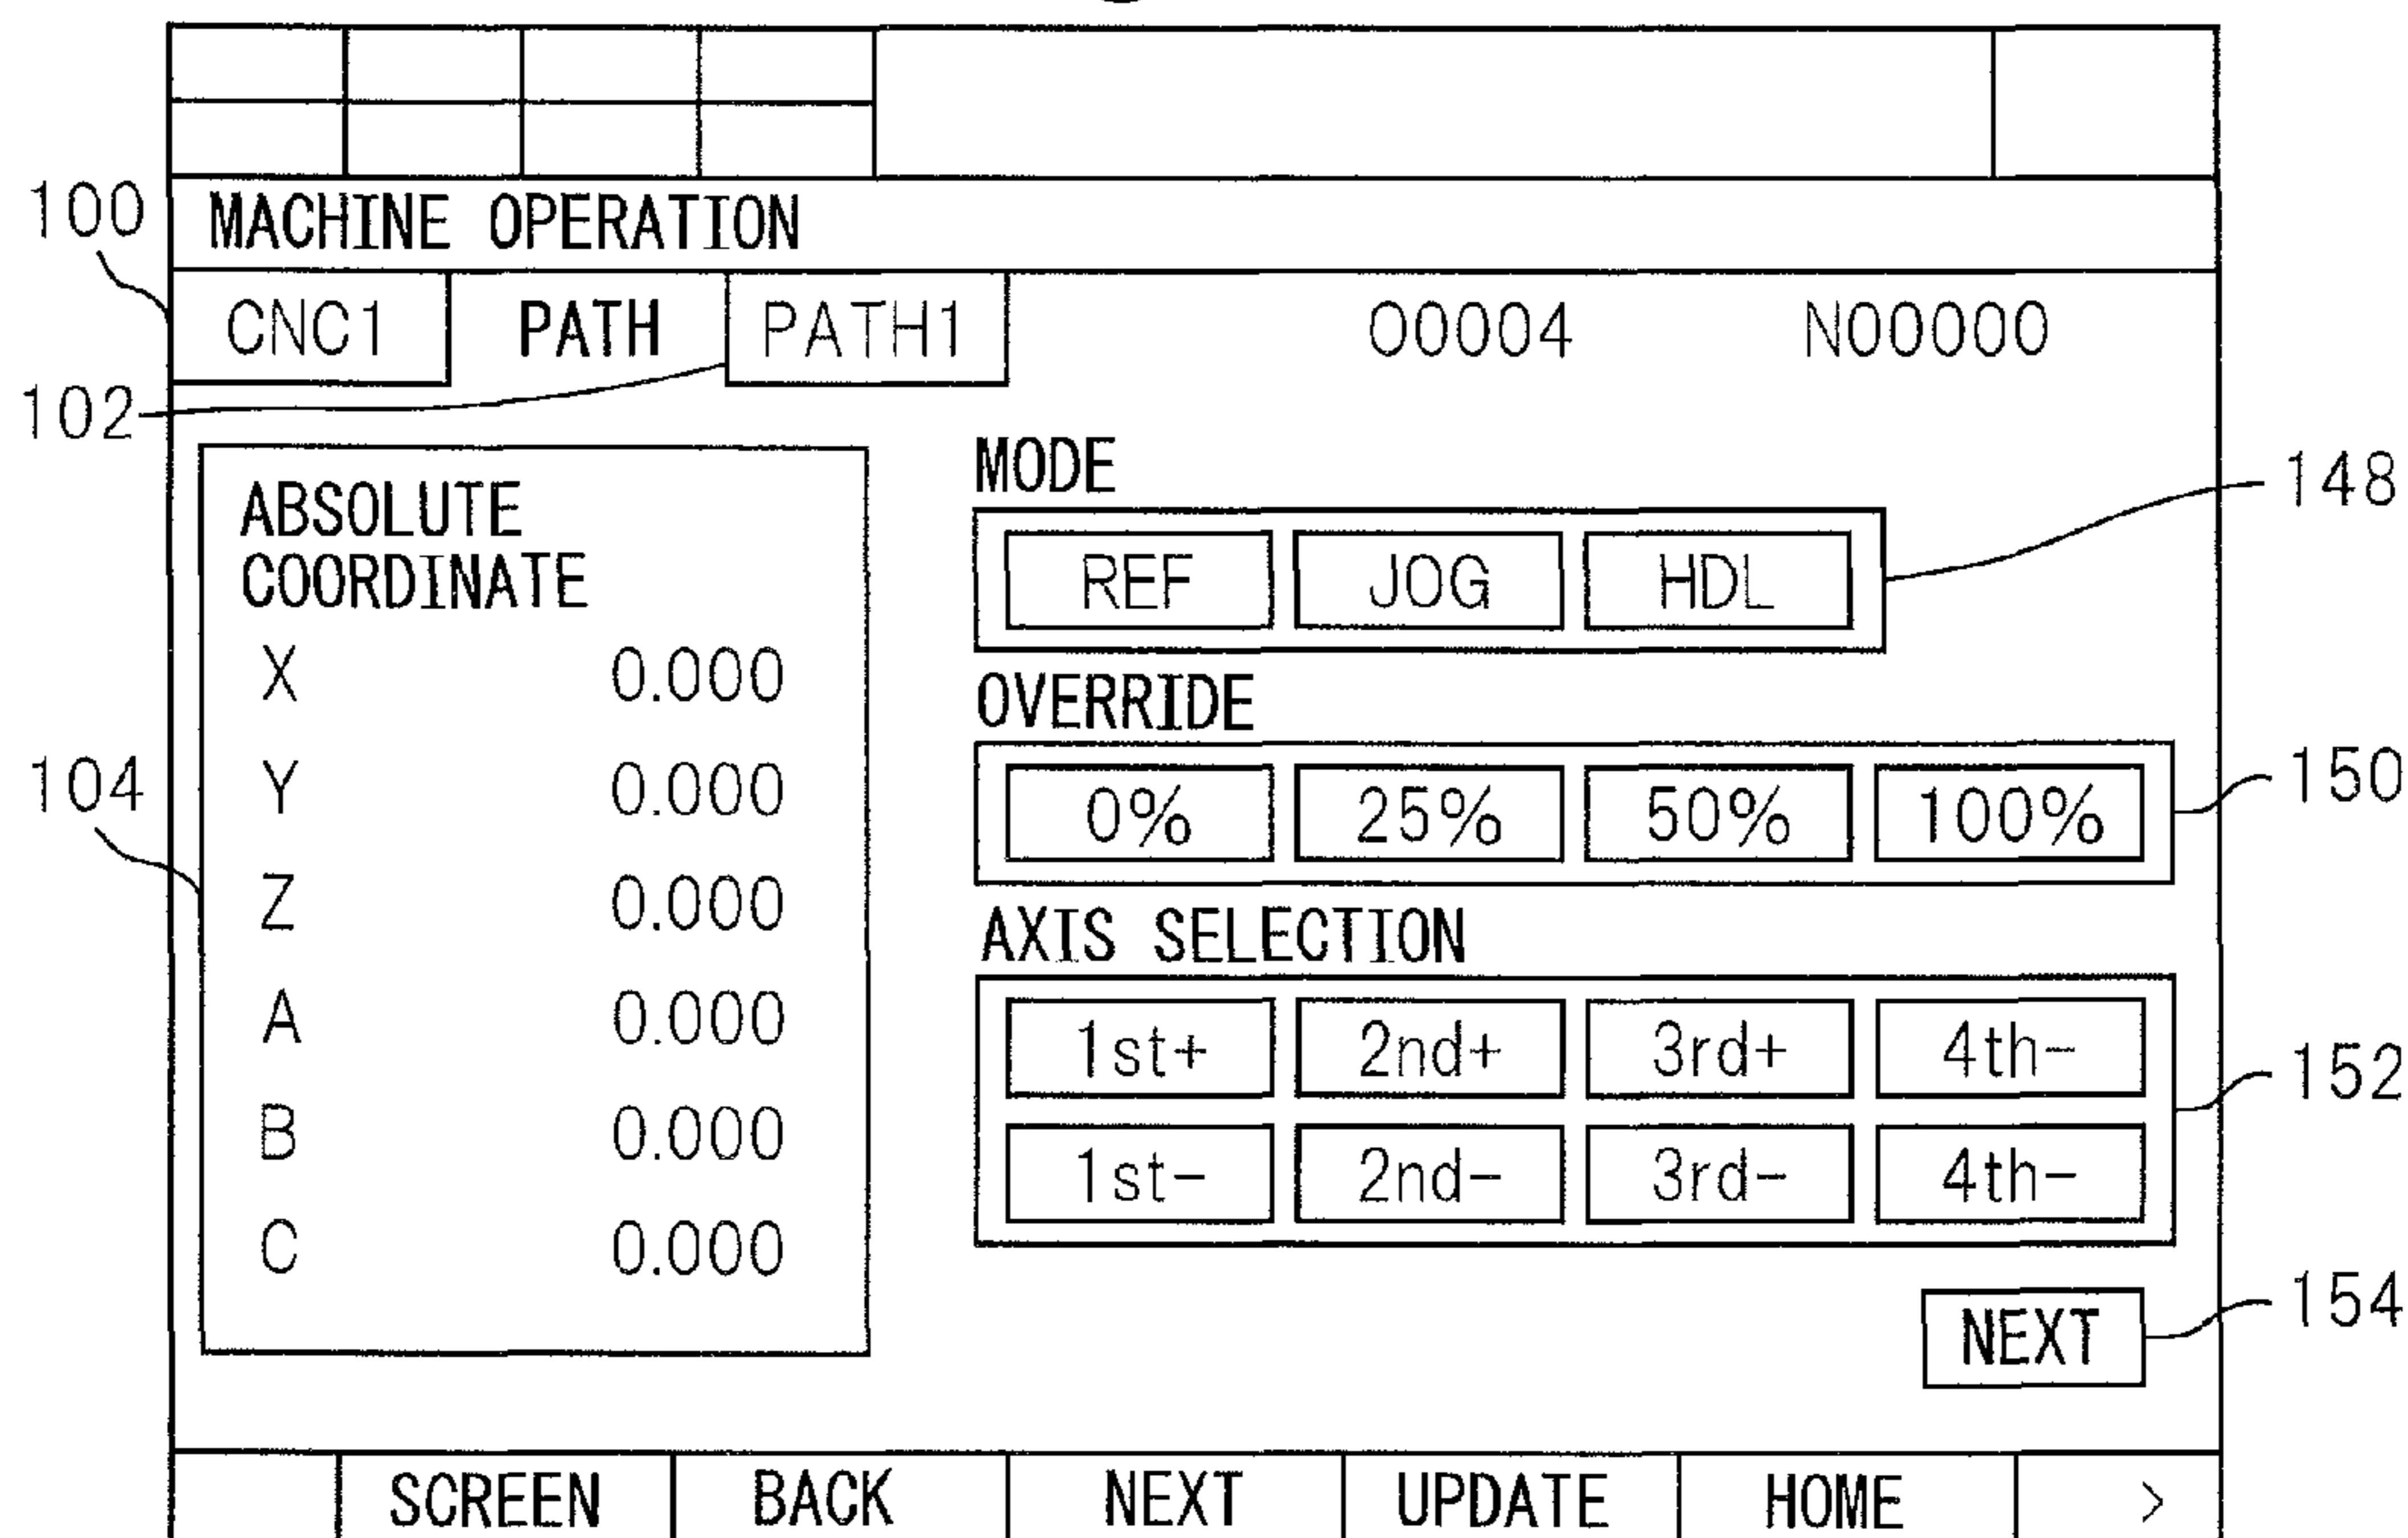 100
MACHINE OPERATION
CNC1 PATH PATH1 O0004 N00000
102
ABSOLUTE
COORDINATE
X 0.000
Y 0.000
Z 0.000
A 0.000
B 0.000
C 0.000
104
MODE
REF JOG HDL
148
OVERRIDE
0% 25% 50% 100%
150
AXIS SELECTION
1st+ 2nd+ 3rd+ 4th-
1st- 2nd- 3rd- 4th-
152
NEXT
154
SCREEN BACK NEXT UPDATE HOME >